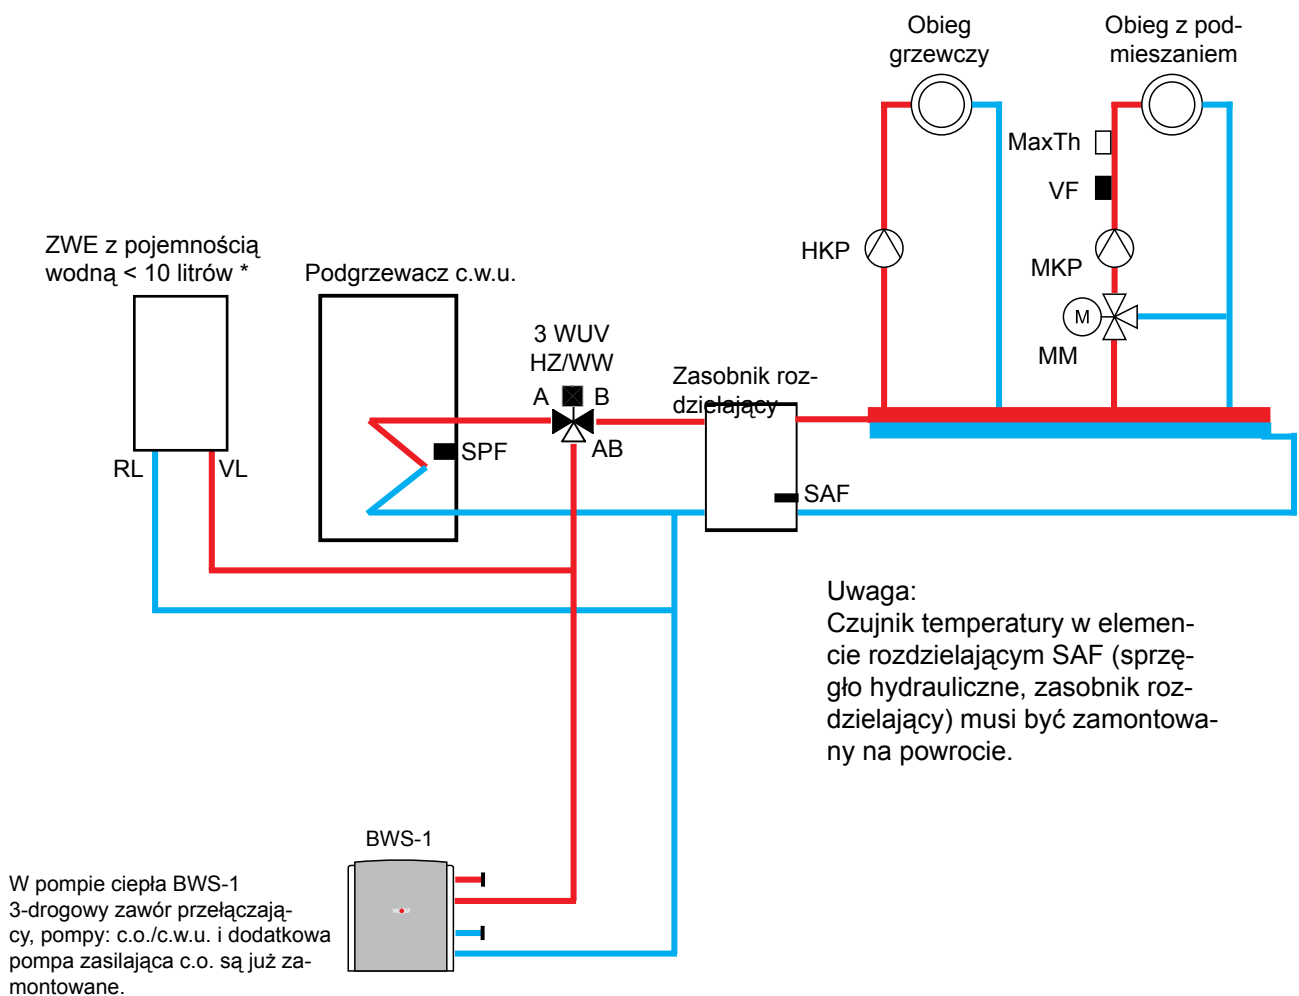 Obieg
grzewczy
Obieg z pod-
mieszaniem
MaxTh
VF
HKP
MKP
M
MM
ZWE z pojemnością
wodną < 10 litrów *
Podgrzewacz c.w.u.
3 WUV
HZ/WW
A
B
AB
Zasobnik roz-
dzielający
RL
VL
SPF
SAF
Uwaga:
Czujnik temperatury w elemen-
cie rozdzielającym SAF (sprzę-
gło hydrauliczne, zasobnik roz-
dzielający) musi być zamontowa-
ny na powrocie.
BWS-1
W pompie ciepła BWS-1
3-drogowy zawór przełączają-
cy, pompy: c.o./c.w.u. i dodatkowa
pompa zasilająca c.o. są już za-
montowane.